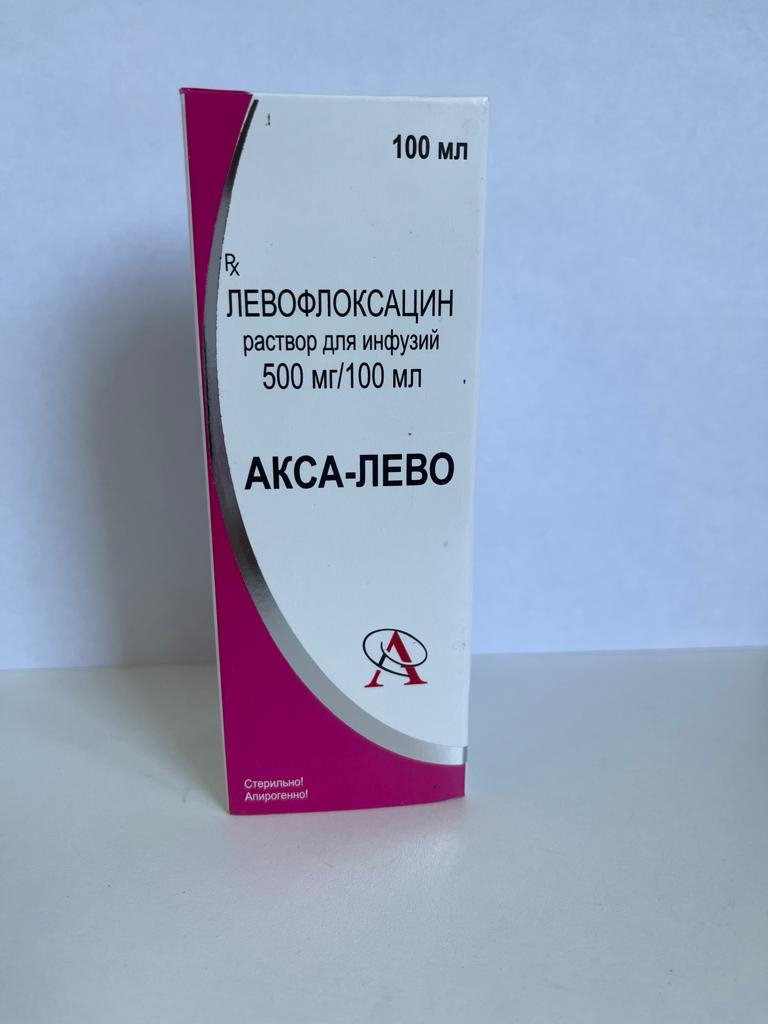 100 мл
Rx
ЛЕВОФЛОКСАЦИН
раствор для инфузий
500 мг/100 мл
АКСА-ЛЕВО
A
Стерильно!
Апирогенно!